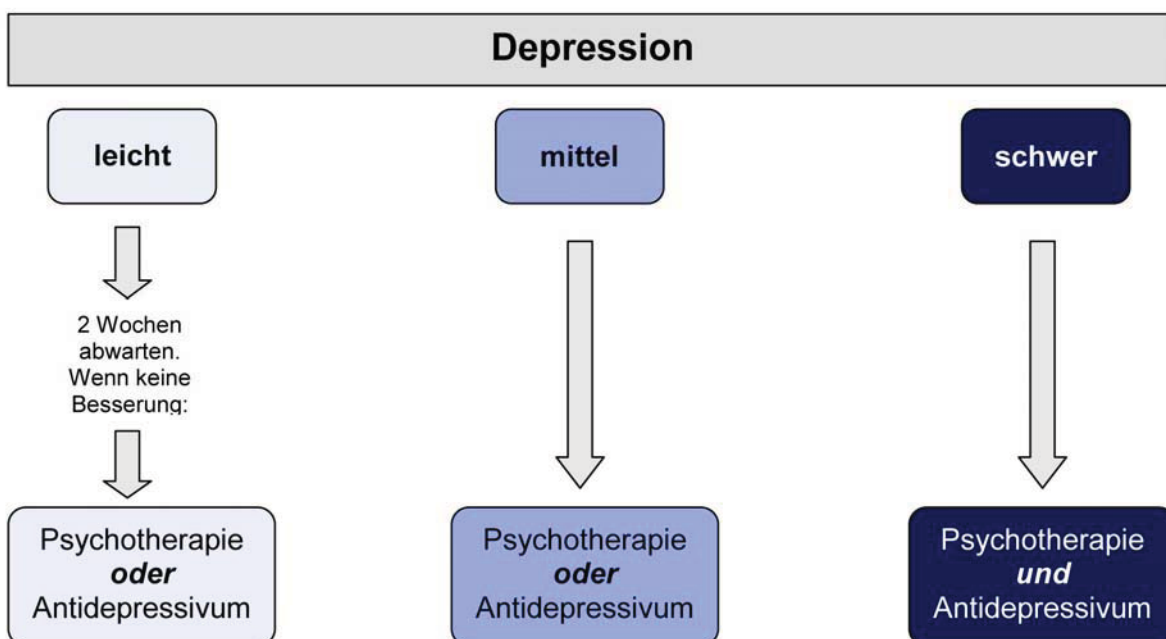 Depression
leicht
mittel
schwer
2 Wochen
abwarten.
Wenn keine
Besserung:
Psychotherapie
oder
Antidepressivum
Psychotherapie
oder
Antidepressivum
Psychotherapie
und
Antidepressivum